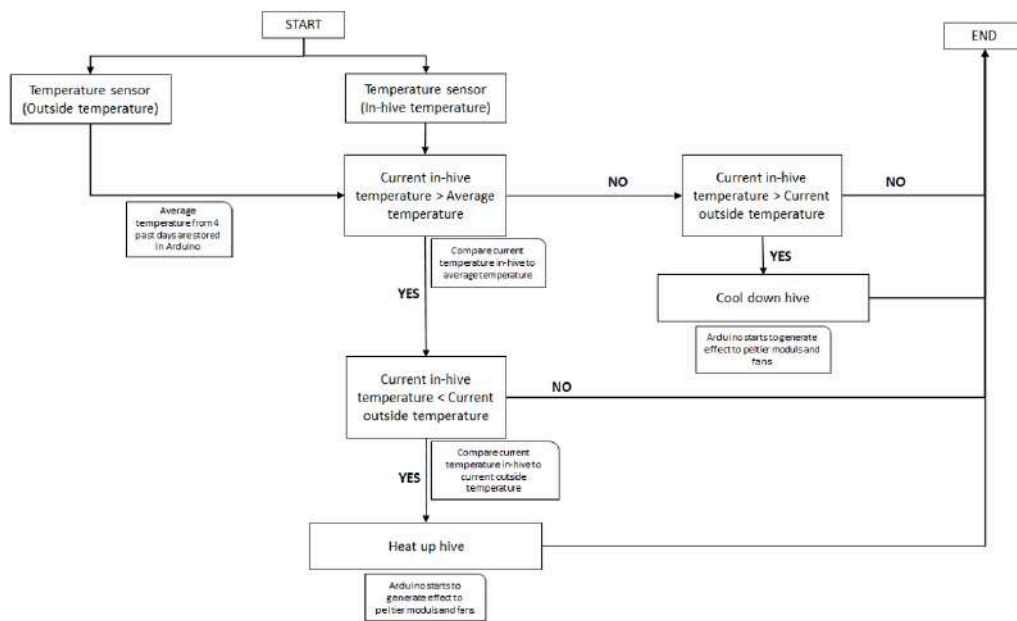 START
END
Temperature sensor
(Outside temperature)
Temperature sensor
(In-hive temperature)
Current in-hive
temperature > Average
temperature
NO
Current in-hive
temperature > Current
outside temperature
NO
Average
temperature from 4
past days are stored
in Arduino
Compare current
temperature in-hive to
average temperature
YES
YES
Cool down hive
Arduino starts to generate
effect to peltier moduls and
fans
Current in-hive
temperature < Current
outside temperature
NO
Compare current
temperature in-hive to
current outside
temperature
YES
Heat up hive
Arduino starts to
generate effect to
peltier moduls and fans